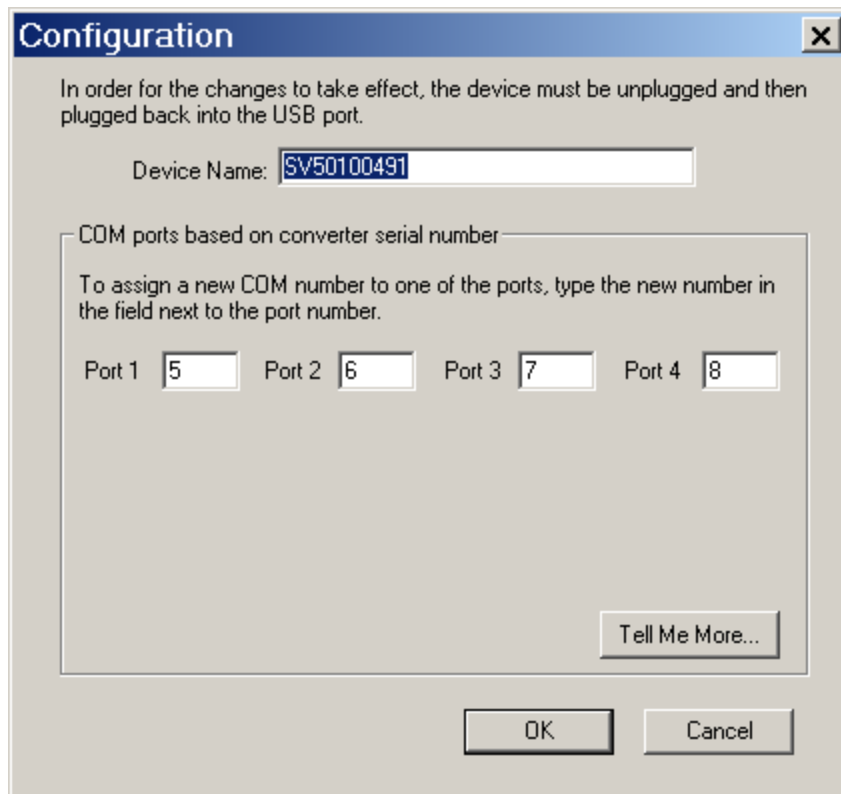 Configuration
In order for the changes to take effect, the device must be unplugged and then
plugged back into the USB port.
Device Name: SV50100491
COM ports based on converter serial number
To assign a new COM number to one of the ports, type the new number in
the field next to the port number.
Port 1 5 Port 2 6 Port 3 7 Port 4 8
Tell Me More...
OK Cancel